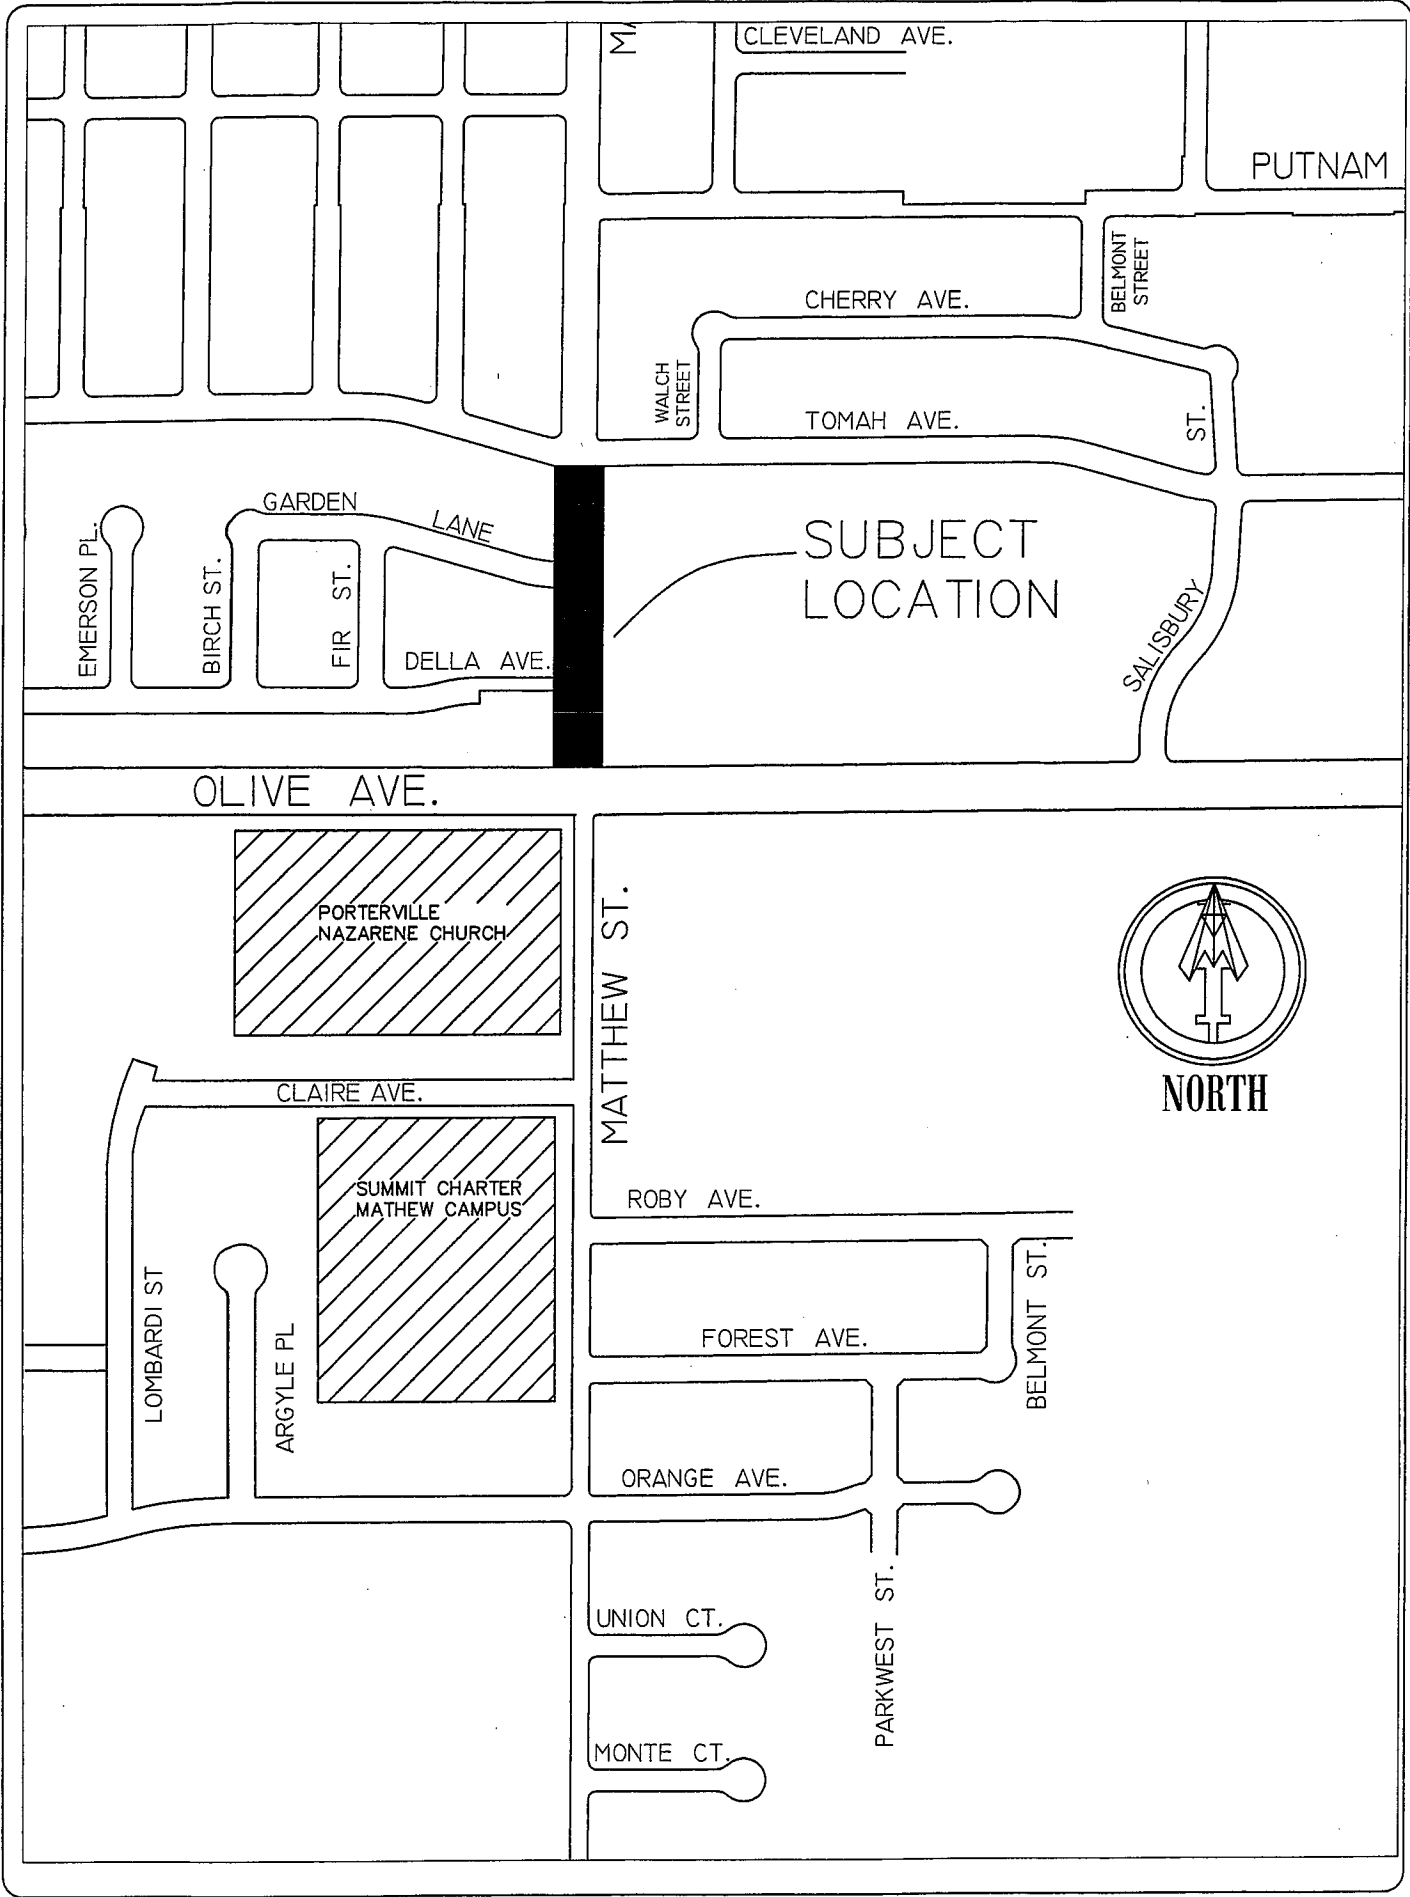 CLEVELAND AVE.
MA
PUTNAM
BELMONT
STREET
CHERRY AVE.
WALCH
STREET
TOMAH AVE.
ST.
GARDEN
LANE
SUBJECT
LOCATION
EMERSON PL.
BIRCH ST.
FIR ST.
DELLA AVE.
SALISBURY
OLIVE AVE.
PORTERVILLE
NAZARENE CHURCH
MATTHEW ST.
NORTH
CLAIRE AVE.
SUMMIT CHARTER
MATHEW CAMPUS
ROBY AVE.
LOMBARDI ST
ARGYLE PL
FOREST AVE.
BELMONT ST.
ORANGE AVE.
UNION CT.
PARKWEST ST.
MONTE CT.